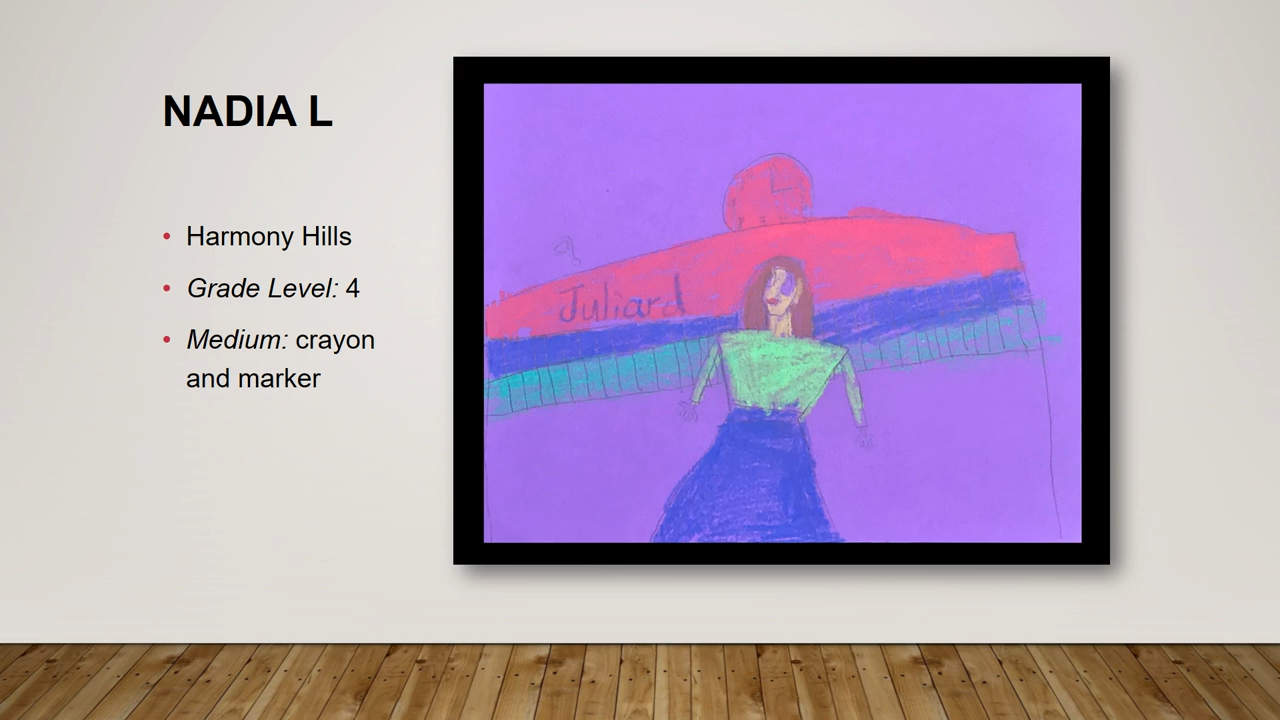 NADIA L
Harmony Hills
Grade Level: 4
Medium: crayon
and marker
Juliard